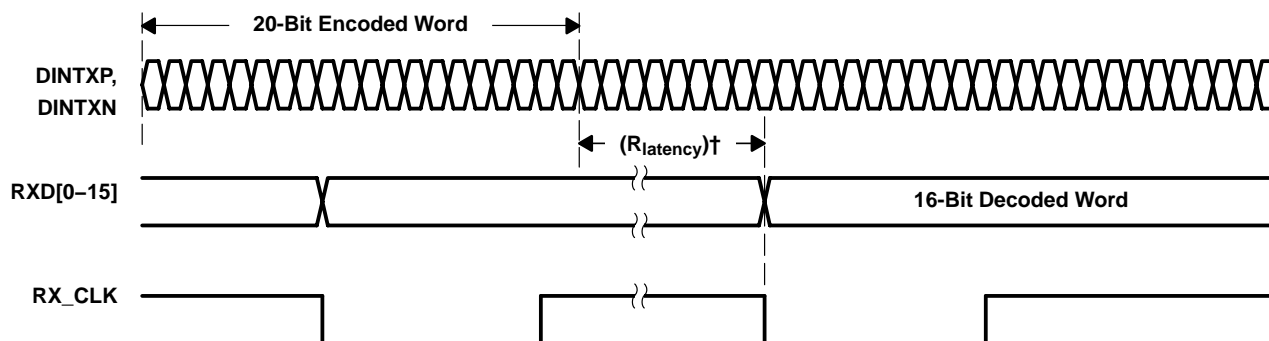 20-Bit Encoded Word
DINTXP,
DINTXN
(Rlatency)†
RXD[0–15]
16-Bit Decoded Word
RX_CLK